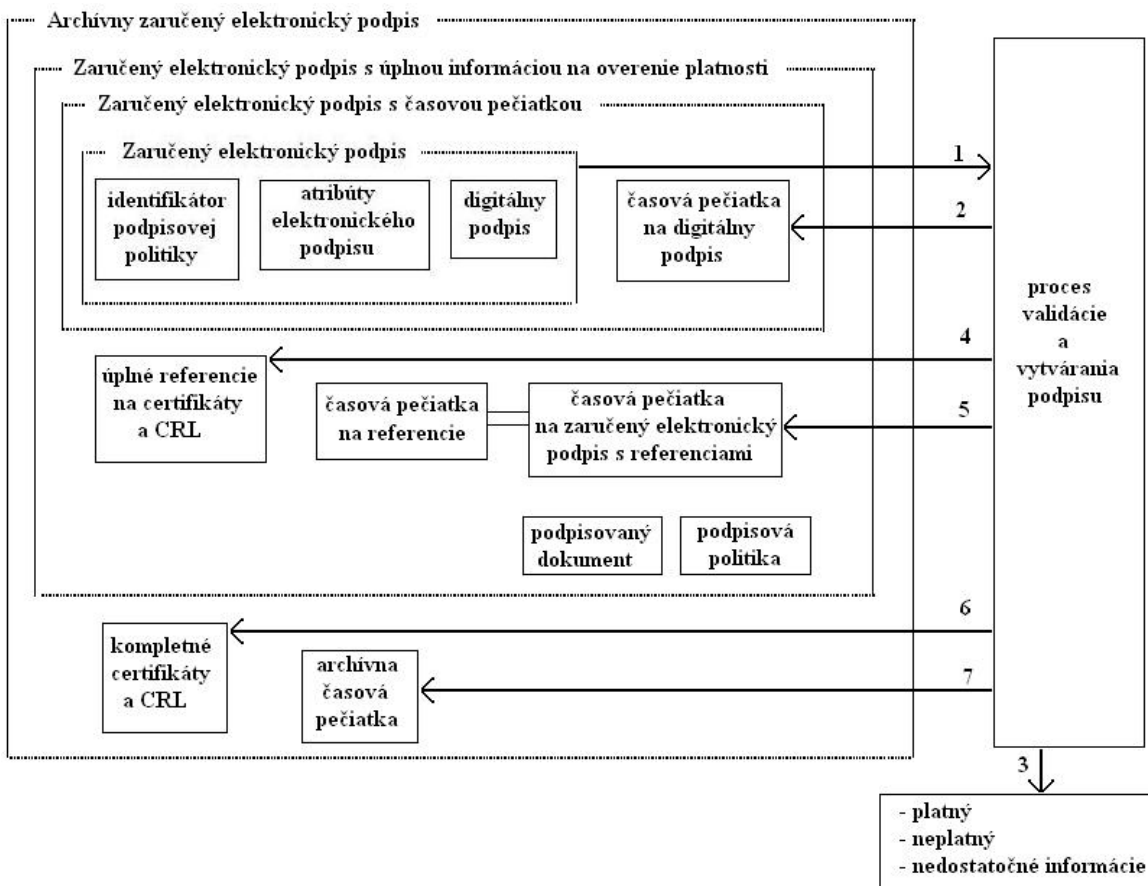 Archívny zaručený elektronický podpis
Zaručený elektronický podpis s úplnou informáciou na overenie platnosti
Zaručený elektronický podpis s časovou pečiatkou
Zaručený elektronický podpis
identifikátor
podpisovej
politiky
atribúty
elektronického
podpisu
digitálny
podpis
časová pečiatka
na digitálny
podpis
1
2
proces
validácie
a
vytvárania
podpisu
4
úplné referencie
na certifikáty
a CRL
časová pečiatka
na referencie
časová pečiatka
na zaručený elektronický
podpis s referenciami
5
podpisovaný
dokument
podpisová
politika
6
kompletné
certifikáty
a CRL
archívna
časová
pečiatka
7
3
- platný
- neplatný
- nedostatočné informácie